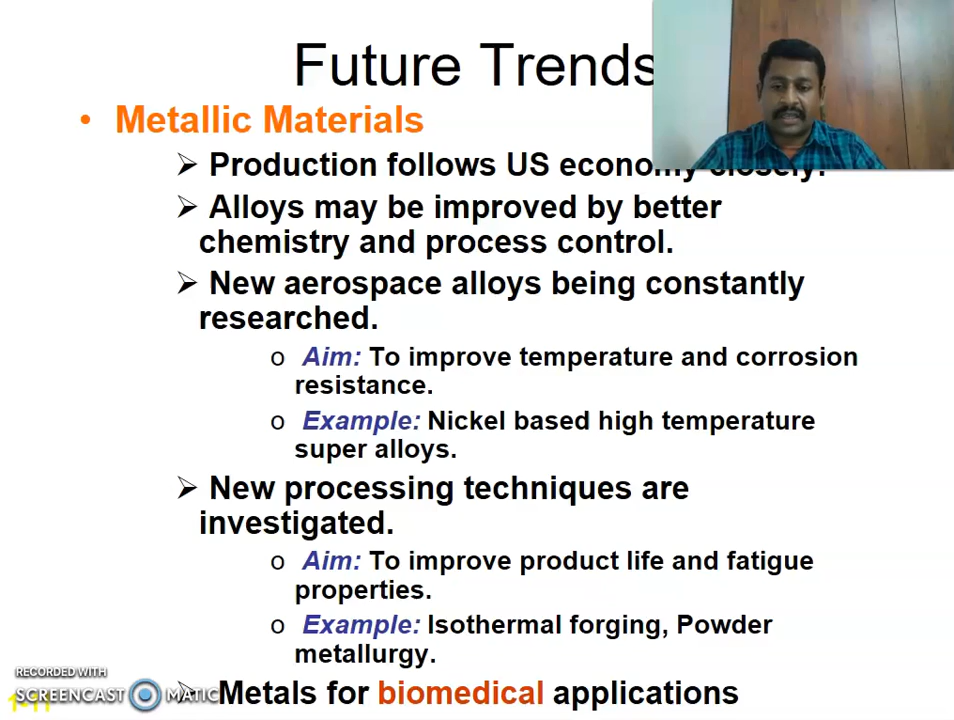 Future Trends
• Metallic Materials
➢ Production follows US economy closely.
➢ Alloys may be improved by better
chemistry and process control.
➢ New aerospace alloys being constantly
researched.
o Aim: To improve temperature and corrosion
resistance.
o Example: Nickel based high temperature
super alloys.
➢ New processing techniques are
investigated.
o Aim: To improve product life and fatigue
properties.
o Example: Isothermal forging, Powder
metallurgy.
➢ Metals for biomedical applications
RECORDED WITH
SCREENCAST MATIC